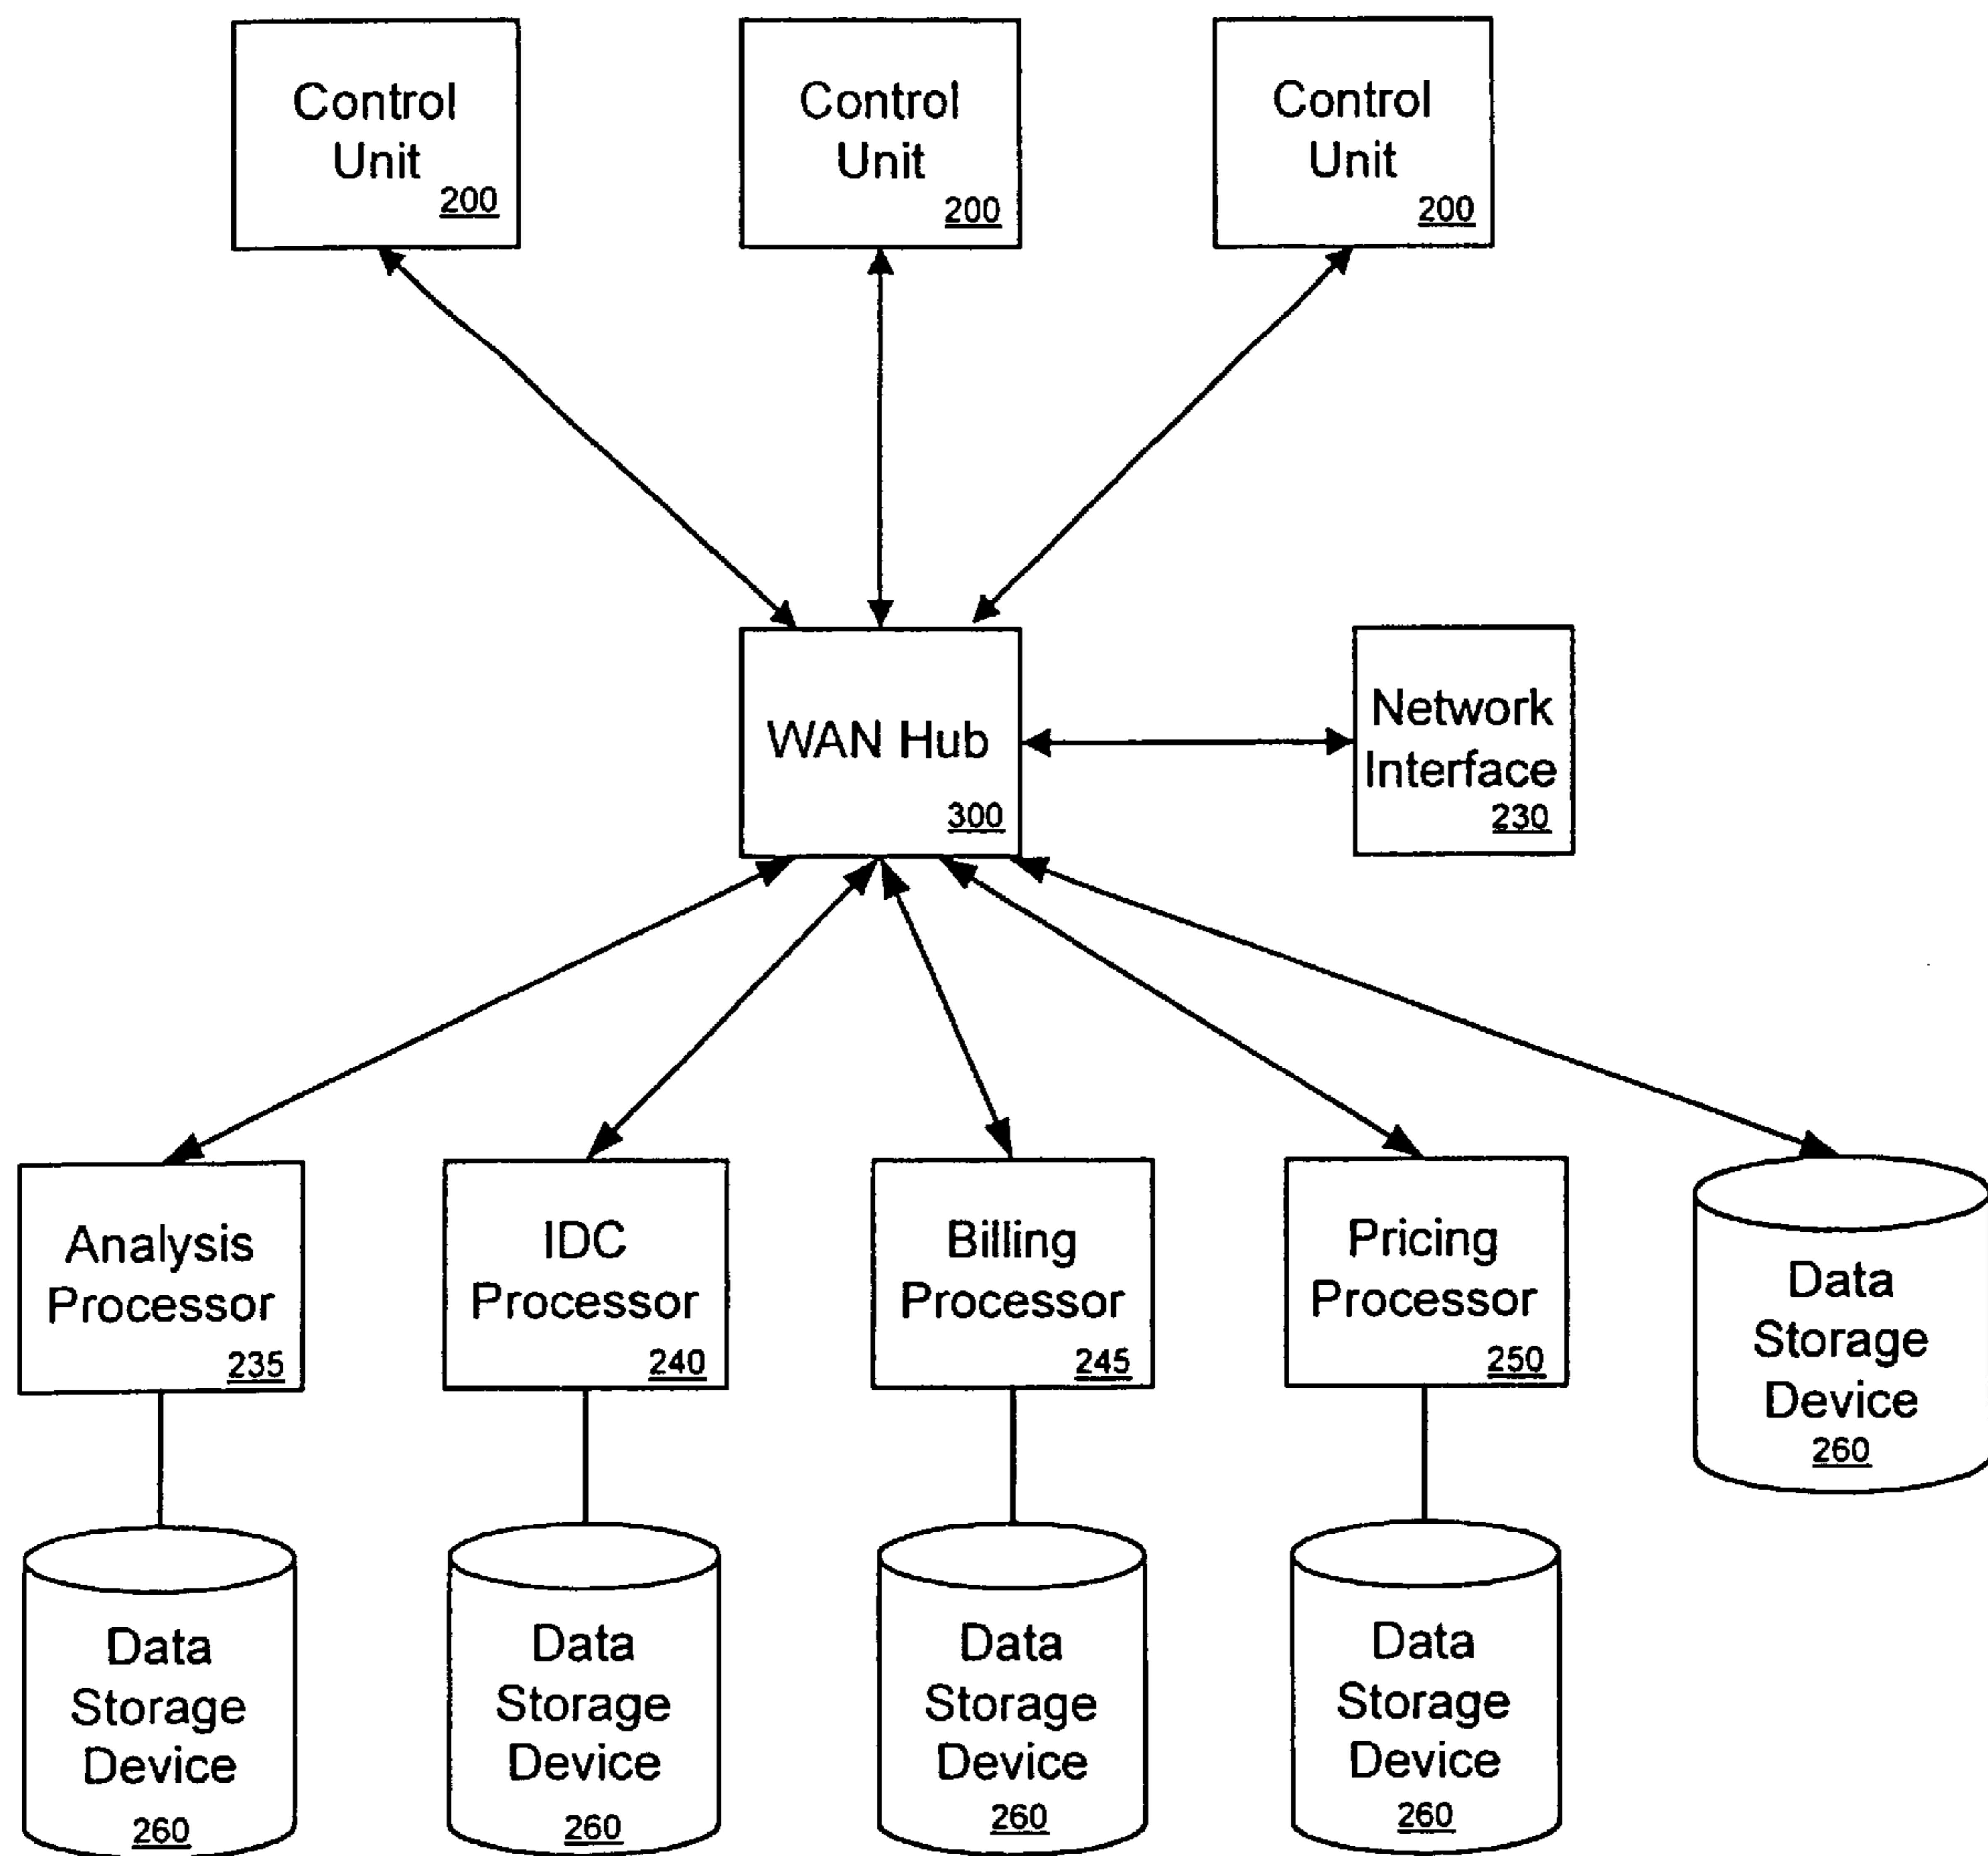 Control
Unit
200
Control
Unit
200
Control
Unit
200
WAN Hub
300
Network
Interface
230
Analysis
Processor
235
IDC
Processor
240
Billing
Processor
245
Pricing
Processor
250
Data
Storage
Device
260
Data
Storage
Device
260
Data
Storage
Device
260
Data
Storage
Device
260
Data
Storage
Device
260